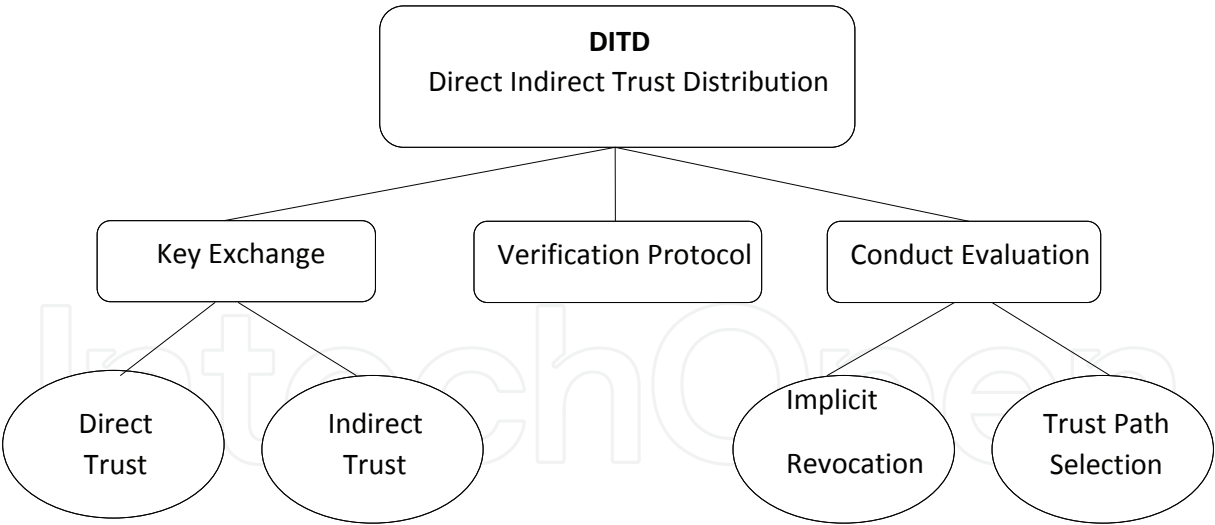 DITD
Direct Indirect Trust Distribution
Key Exchange
Verification Protocol
Conduct Evaluation
Direct
Trust
Indirect
Trust
Implicit
Revocation
Trust Path
Selection
IntechOpen